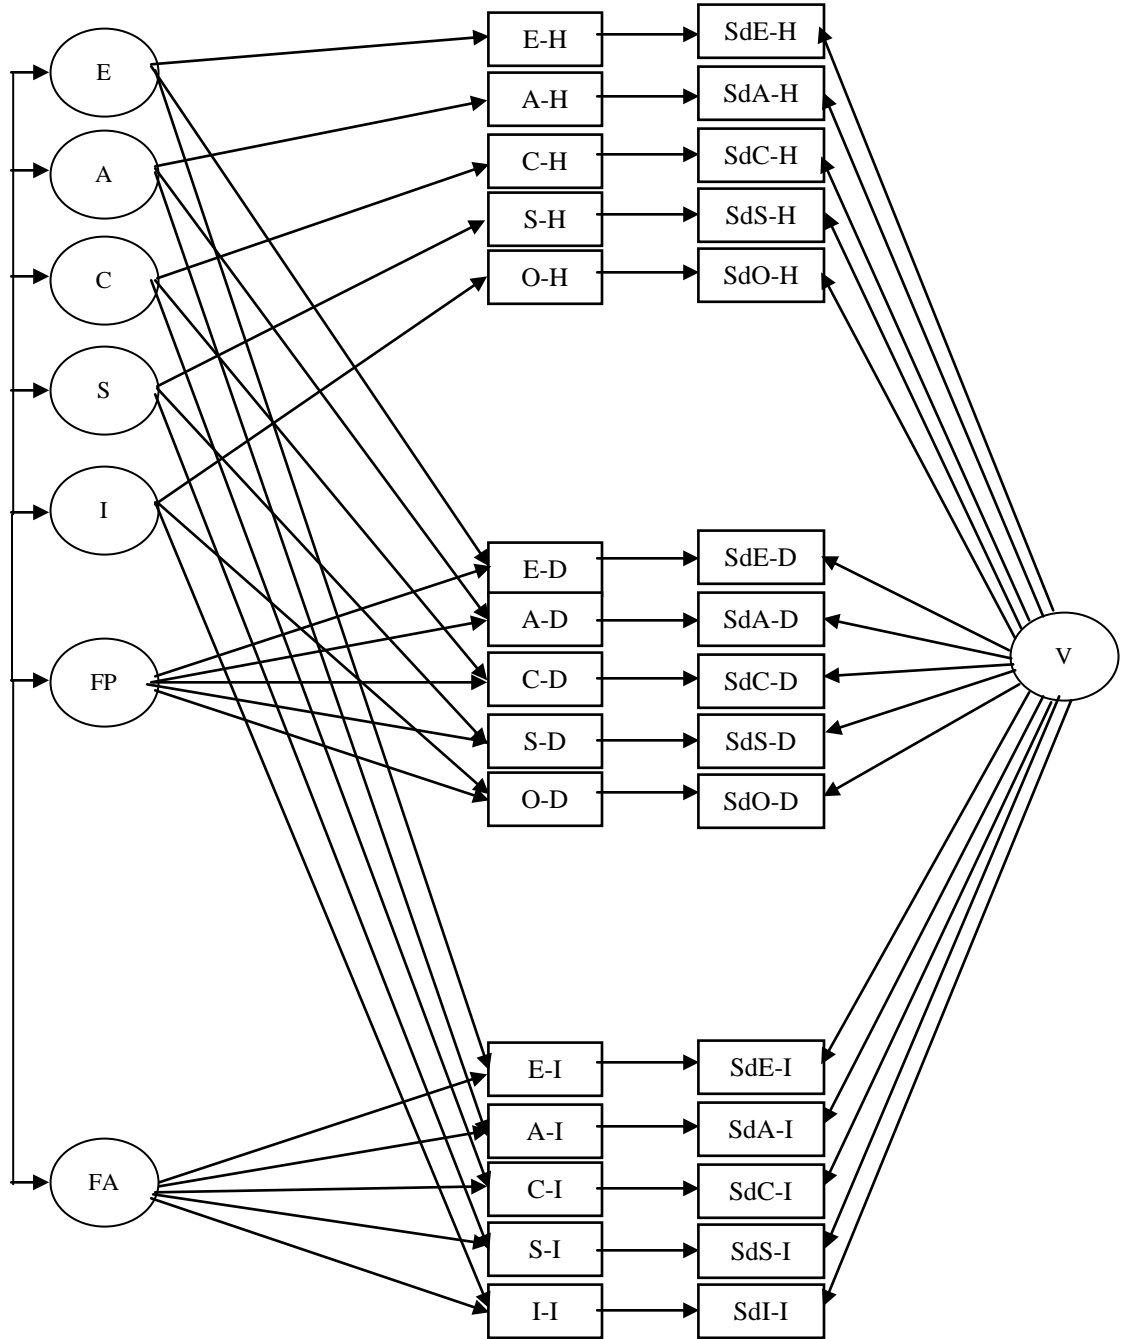 E
A
C
S
I
FP
FA
E-H
A-H
C-H
S-H
O-H
E-D
A-D
C-D
S-D
O-D
E-I
A-I
C-I
S-I
I-I
SdE-H
SdA-H
SdC-H
SdS-H
SdO-H
SdE-D
SdA-D
SdC-D
SdS-D
SdO-D
SdE-I
SdA-I
SdC-I
SdS-I
SdI-I
V